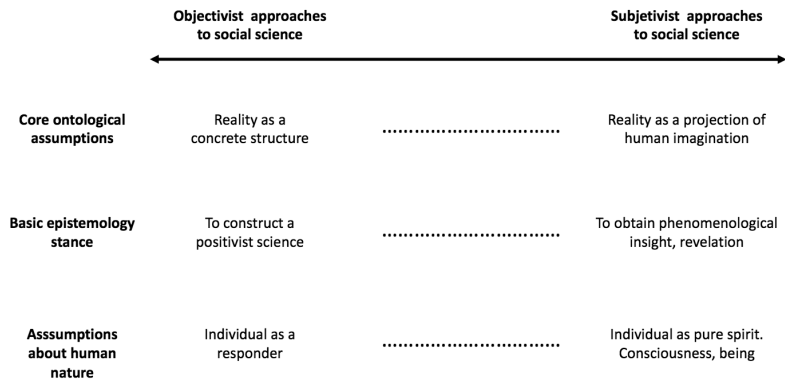 Objectivist approaches
to social science
Subjetivist approaches
to social science
Core ontological
assumptions
Reality as a
concrete structure
Reality as a projection of
human imagination
Basic epistemology
stance
To construct a
positivist science
To obtain phenomenological
insight, revelation
Asssumptions
about human
nature
Individual as a
responder
Individual as pure spirit.
Consciousness, being